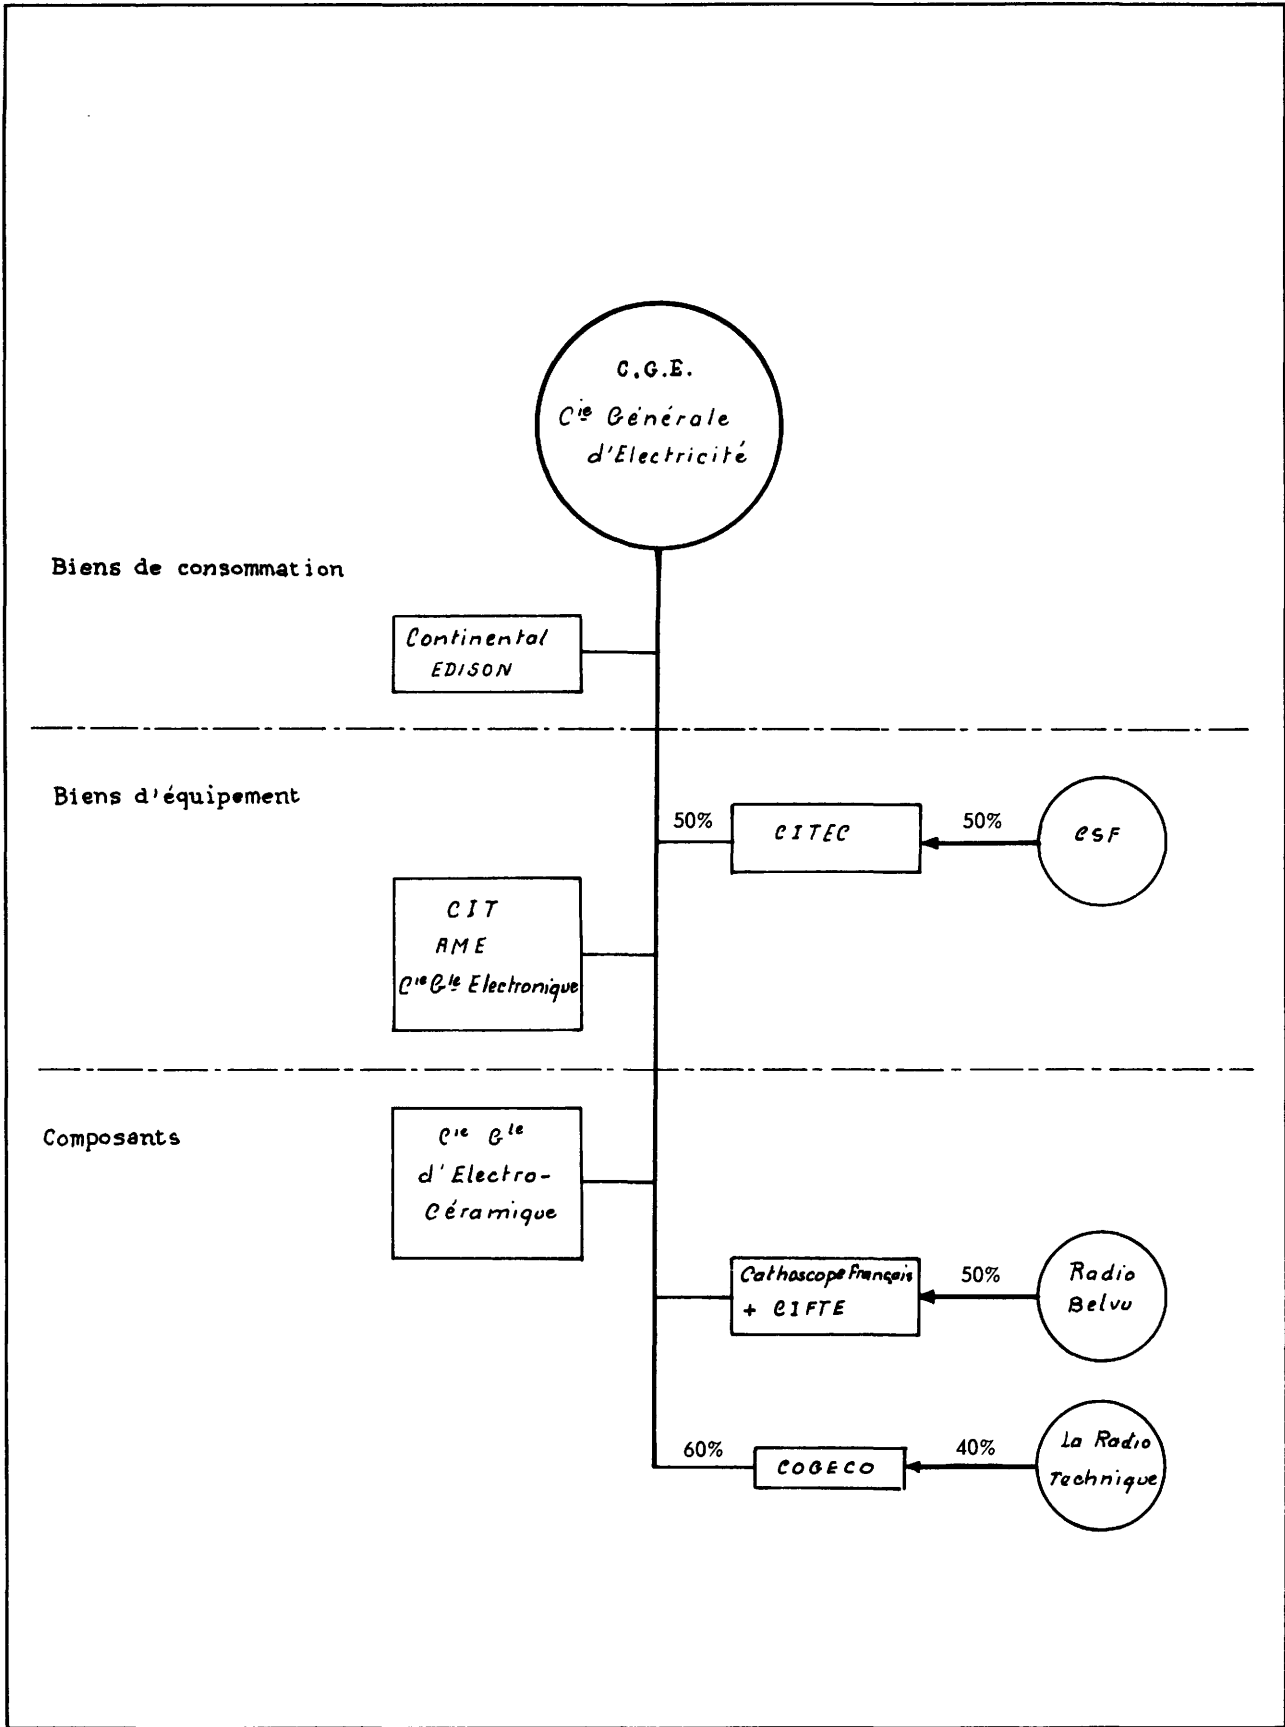 C.G.E.
Cie Générale
d'Electricité
Biens de consommation
Continental
EDISON
Biens d'équipement
50%
CITEC
50%
CSF
CIT
AME
Cie Gle Electronique
Composants
Cie Gle
d'Electro-
Céramique
Cathoscope Français
+ CIFTE
50%
Radio
Belvu
60%
COGECO
40%
La Radio
Technique